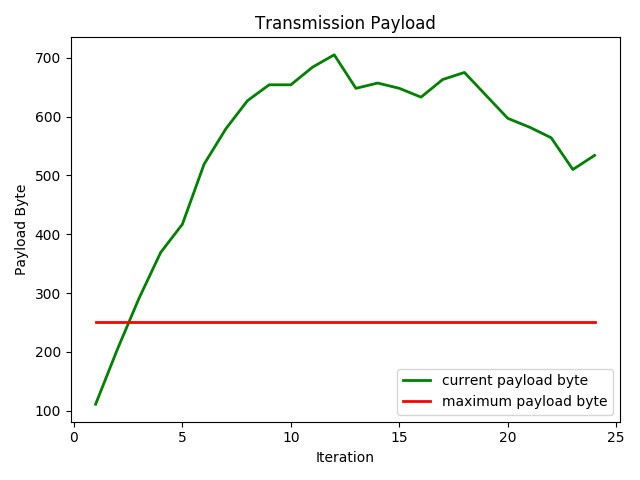 Transmission Payload
Payload Byte
700
600
500
400
300
200
100
current payload byte
maximum payload byte
0
5
10
15
20
25
Iteration